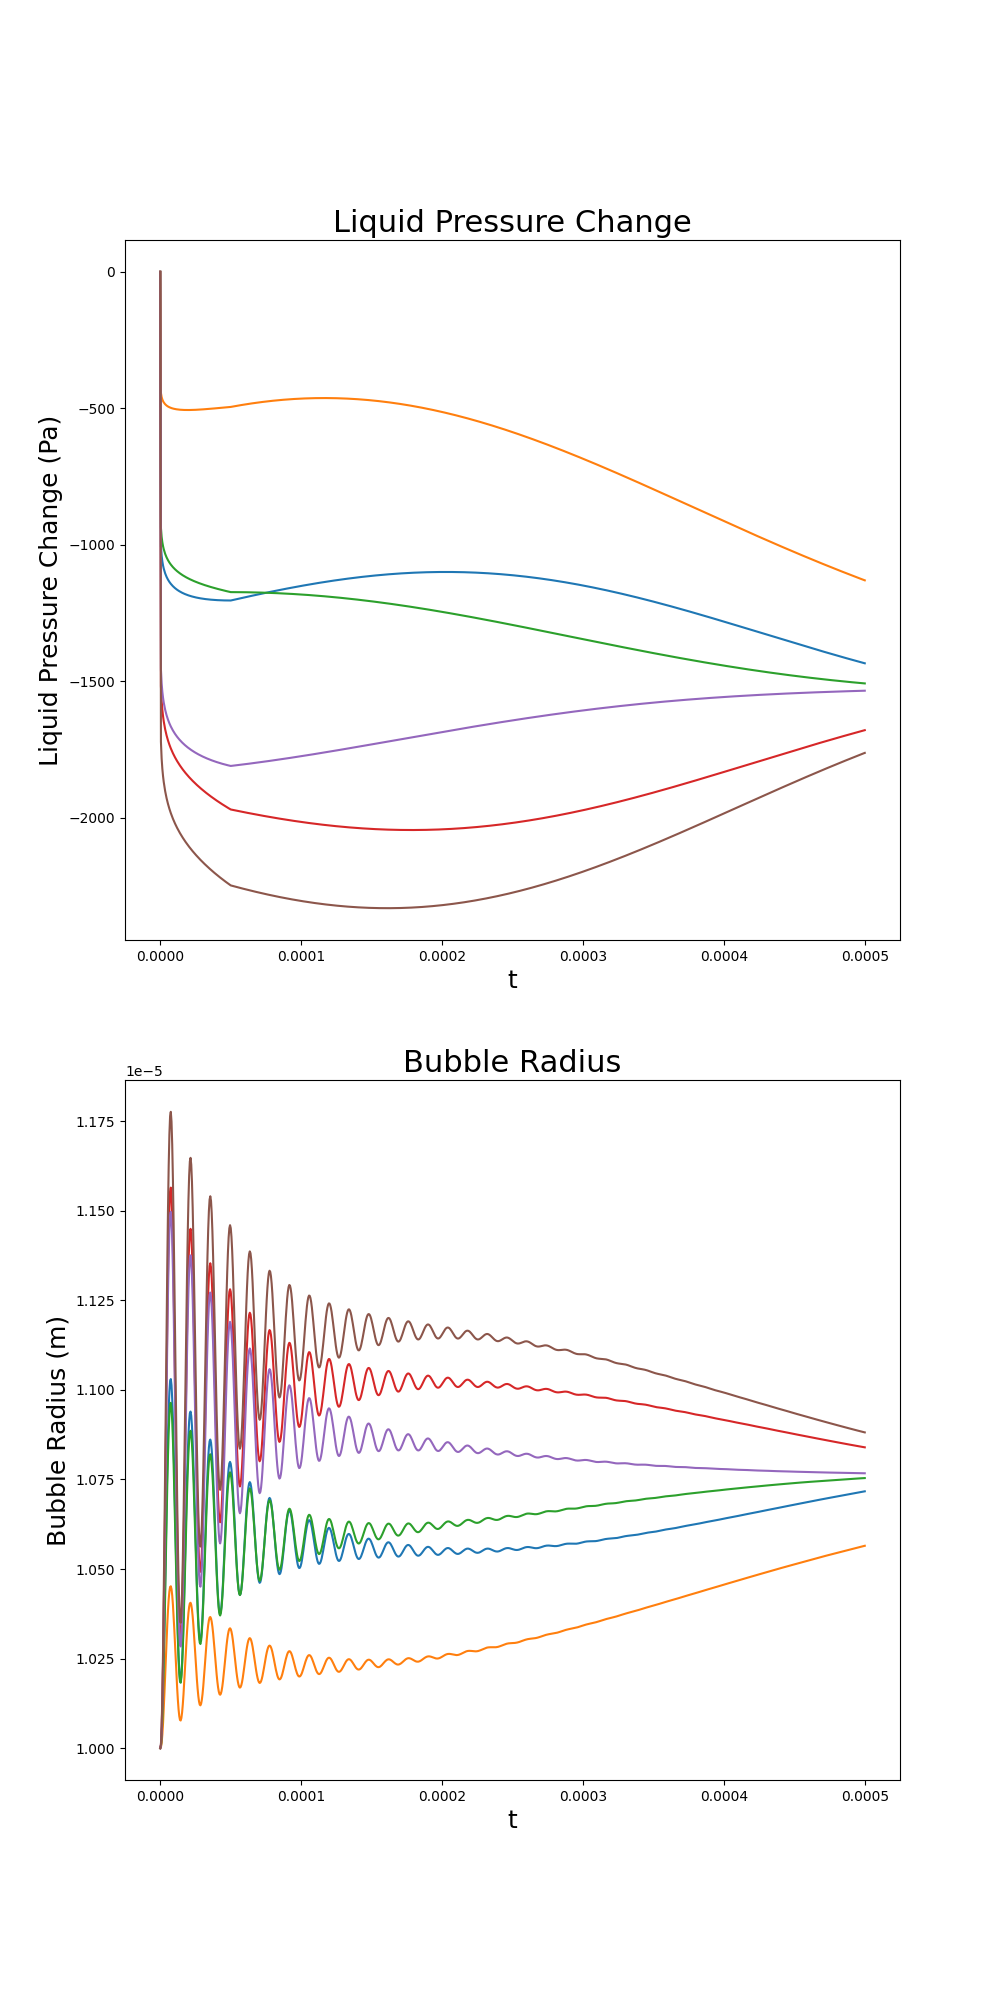 Liquid Pressure Change
0
−500
−1000
−1500
−2000
Liquid Pressure Change (Pa)
0.0000 0.0001 0.0002 0.0003 0.0004 0.0005
t
Bubble Radius
1e−5
1.175
1.150
1.125
1.100
1.075
1.050
1.025
1.000
Bubble Radius (m)
0.0000 0.0001 0.0002 0.0003 0.0004 0.0005
t